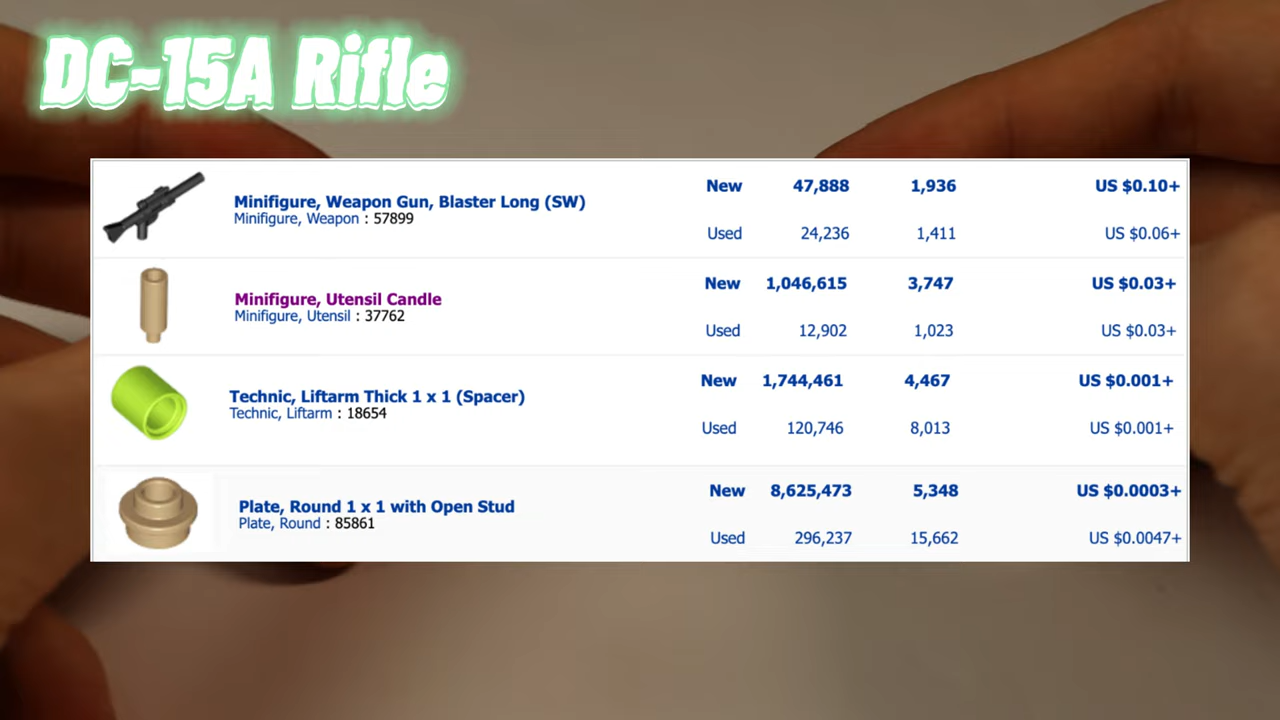 DC-15A Rifle
Minifigure, Weapon Gun, Blaster Long (SW)
Minifigure, Weapon : 57899
New 47,888 1,936 US $0.10+
Used 24,236 1,411 US $0.06+
Minifigure, Utensil Candle
Minifigure, Utensil : 37762
New 1,046,615 3,747 US $0.03+
Used 12,902 1,023 US $0.03+
Technic, Liftarm Thick 1 x 1 (Spacer)
Technic, Liftarm : 18654
New 1,744,461 4,467 US $0.001+
Used 120,746 8,013 US $0.001+
Plate, Round 1 x 1 with Open Stud
Plate, Round : 85861
New 8,625,473 5,348 US $0.0003+
Used 296,237 15,662 US $0.0047+